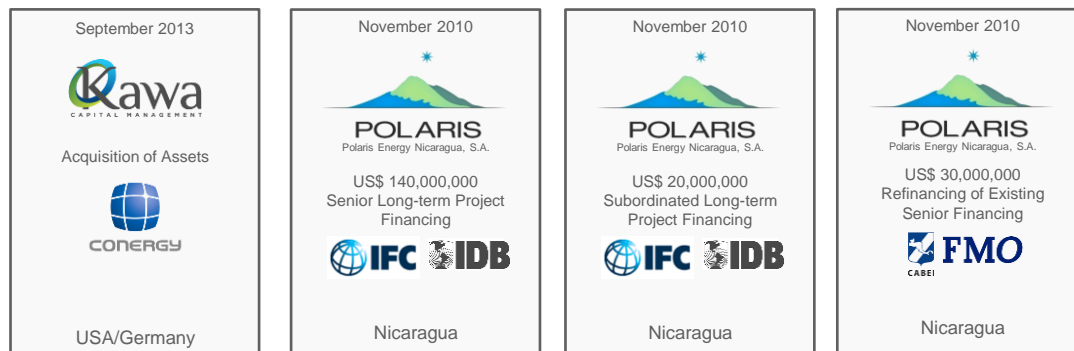 September 2013
Kawa
CAPITAL MANAGEMENT
Acquisition of Assets
CONERGY
USA/Germany
November 2010
POLARIS
Polaris Energy Nicaragua, S.A.
US$ 140,000,000
Senior Long-term Project
Financing
IFC IDB
Nicaragua
November 2010
POLARIS
Polaris Energy Nicaragua, S.A.
US$ 20,000,000
Subordinated Long-term
Project Financing
IFC IDB
Nicaragua
November 2010
POLARIS
Polaris Energy Nicaragua, S.A.
US$ 30,000,000
Refinancing of Existing
Senior Financing
CABEI FMO
Nicaragua